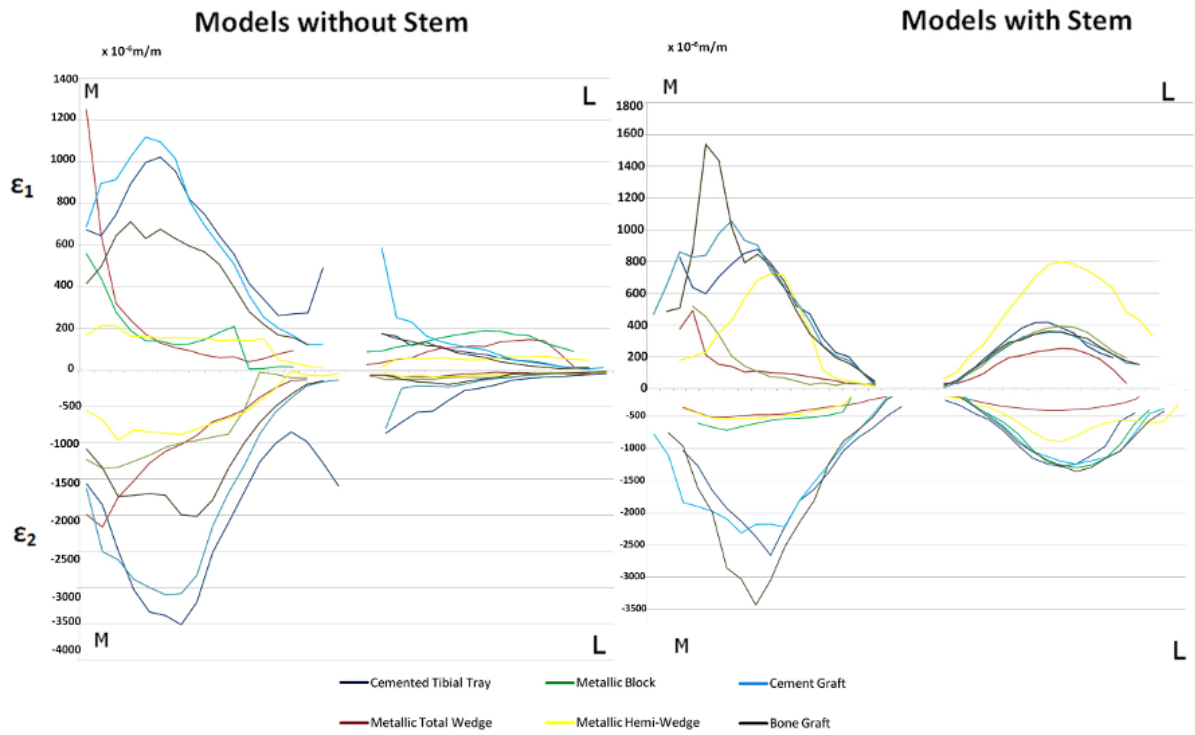 Models without Stem
Models with Stem
x 10⁻⁶m/m
x 10⁻⁶m/m
M
L
M
L
1400
1200
1000
800
600
400
200
0
-500
-1000
-1500
-2000
-2500
-3000
-3500
-4000
ε1
ε2
1800
1600
1400
1200
1000
800
600
400
200
0
-500
-1000
-1500
-2000
-2500
-3000
-3500
M
L
M
L
Cemented Tibial Tray
Metallic Block
Cement Graft
Metallic Total Wedge
Metallic Hemi-Wedge
Bone Graft